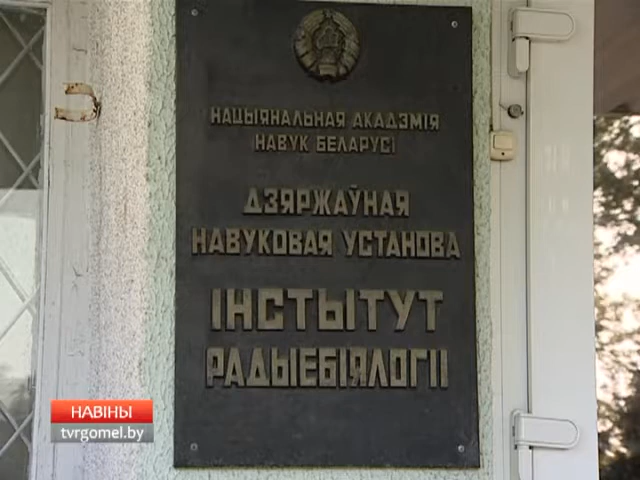 НАЦЫЯНАЛЬНАЯ АКАДЭМІЯ
НАВУК БЕЛАРУСІ
ДЗЯРЖАЎНАЯ
НАВУКОВАЯ УСТАНОВА
ІНСТЫТУТ
РАДЫЕБІЯЛОГІІ
НАВІНЫ
tvrgomel.by